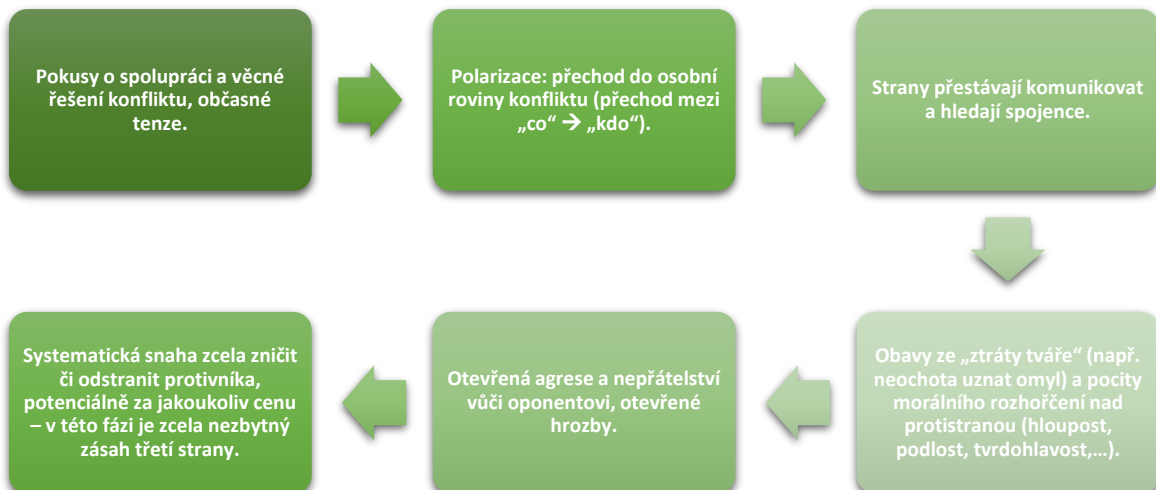 Pokusy o spolupráci a věcné
řešení konfliktu, občasné
tenze.
Polarizace: přechod do osobní
roviny konfliktu (přechod mezi
„co“ → „kdo“).
Strany přestávají komunikovat
a hledají spojence.
Obavy ze „ztráty tváře“ (např.
neochota uznat omyl) a pocity
morálního rozhořčení nad
protistranou (hloupost,
podlost, tvrdohlavost,…).
Otevřená agrese a nepřátelství
vůči oponentovi, otevřené
hrozby.
Systematická snaha zcela zničit
či odstranit protivníka,
potenciálně za jakoukoliv cenu
– v této fázi je zcela nezbytný
zásah třetí strany.